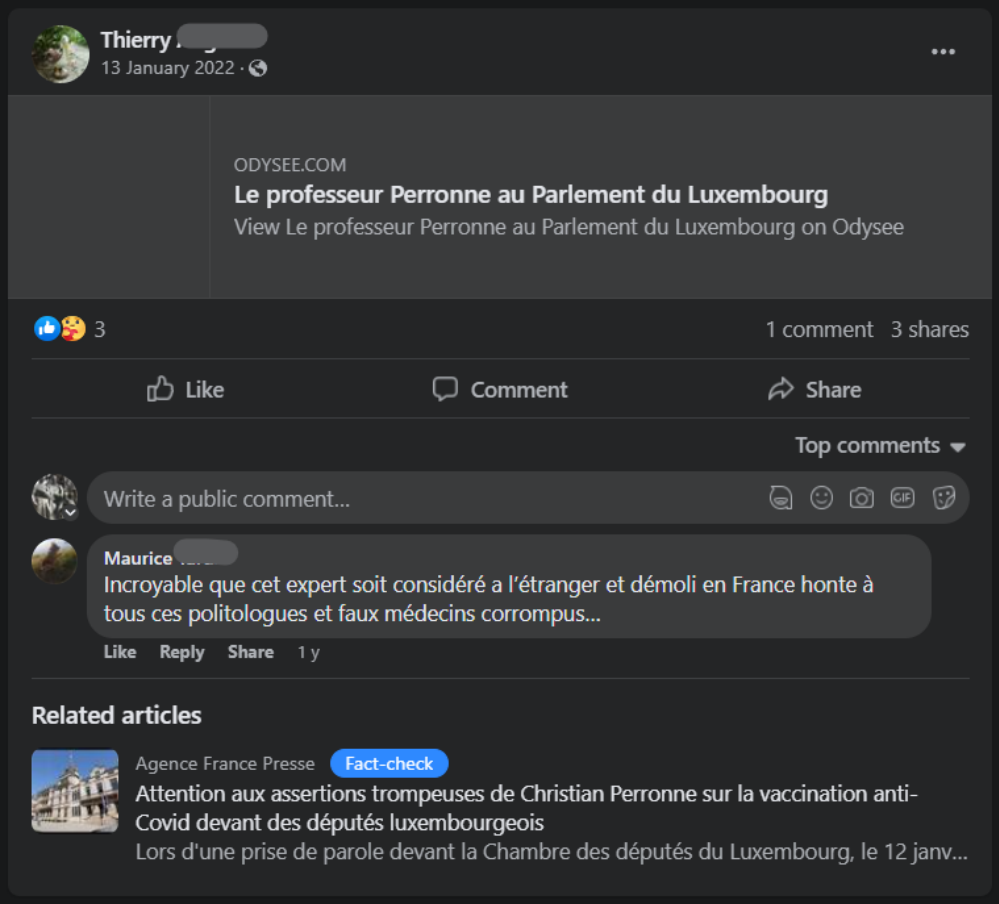 Thierry
13 January 2022 ·
ODYSEE.COM
Le professeur Perronne au Parlement du Luxembourg
View Le professeur Perronne au Parlement du Luxembourg on Odysee
3
1 comment 3 shares
Like Comment Share
Top comments
Write a public comment...
GIF
Maurice
Incroyable que cet expert soit considéré a l'étranger et démoli en France honte à
tous ces politologues et faux médecins corrompus...
Like Reply Share 1 y
Related articles
Agence France Presse Fact-check
Attention aux assertions trompeuses de Christian Perronne sur la vaccination anti-
Covid devant des députés luxembourgeois
Lors d'une prise de parole devant la Chambre des députés du Luxembourg, le 12 janv...